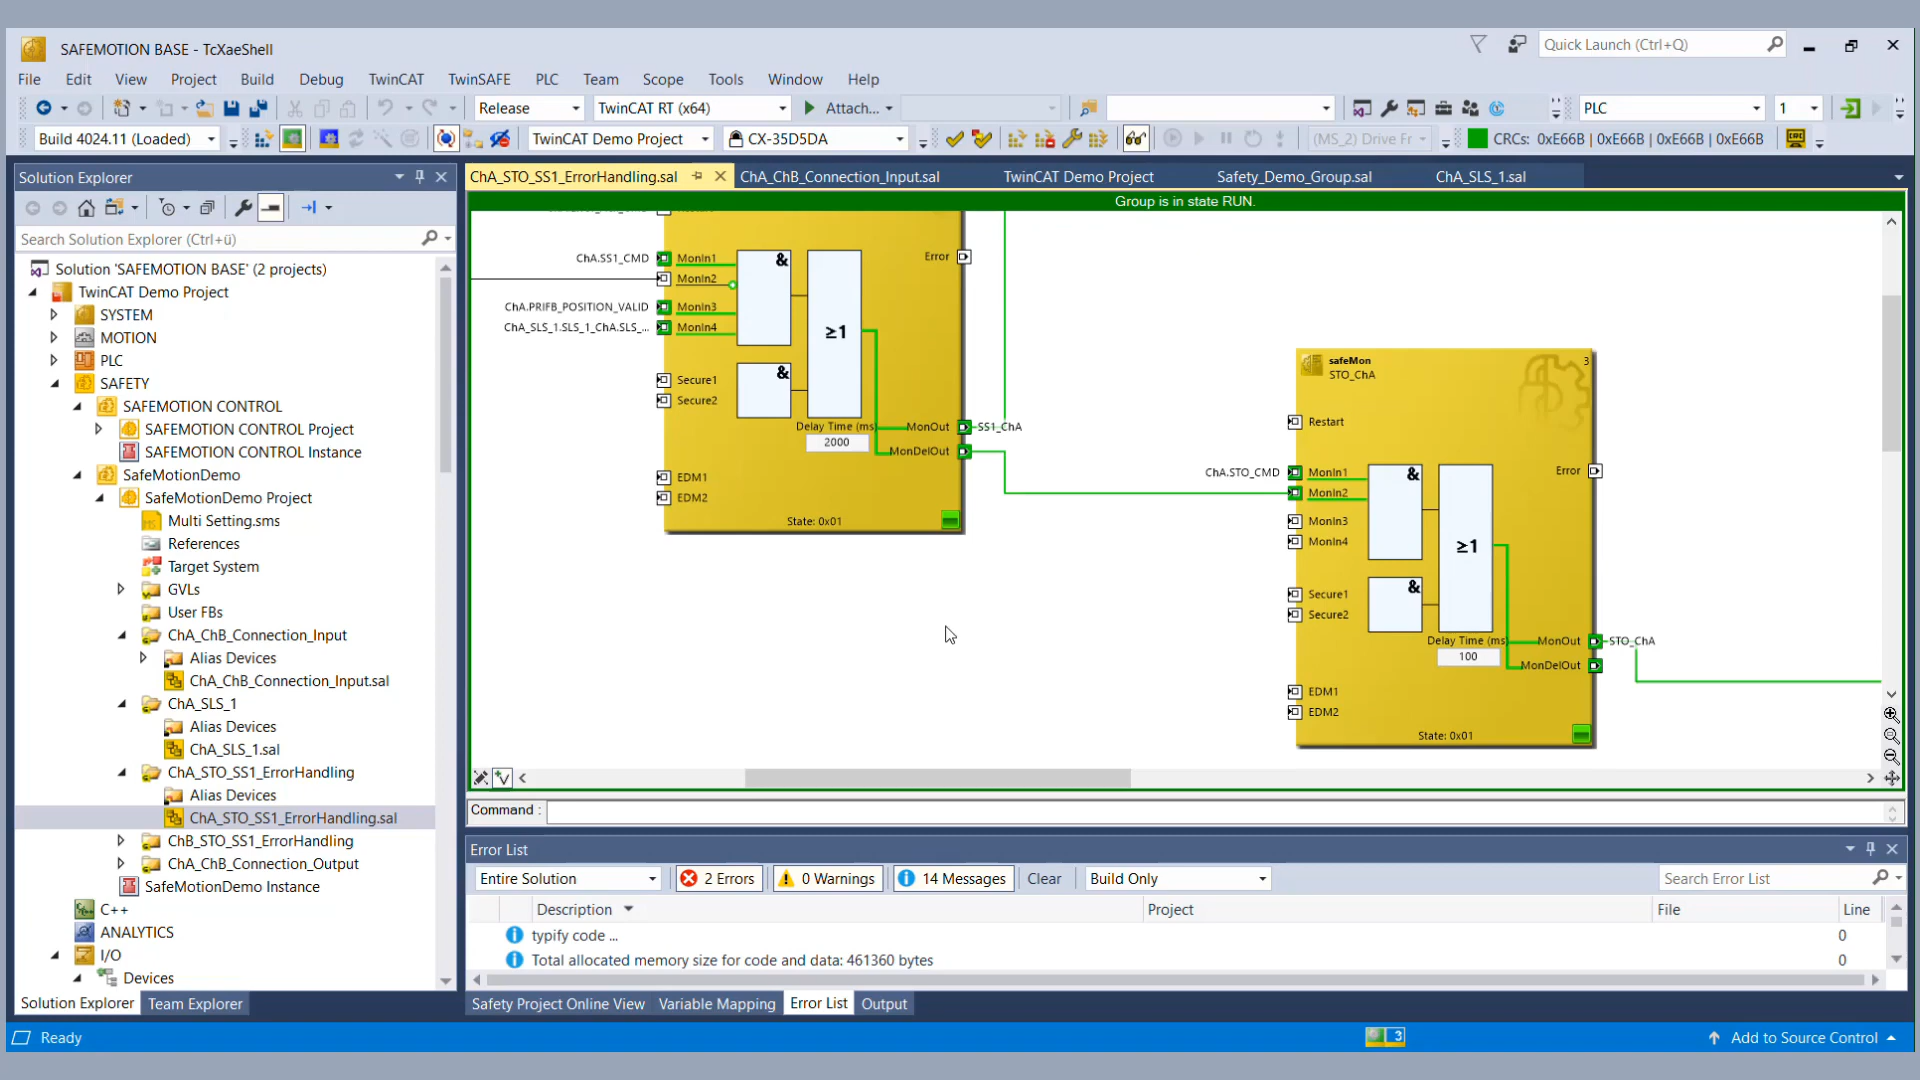 SAFEMOTION BASE - TcXaeShell
Quick Launch (Ctrl+Q)
File Edit View Project Build Debug TwinCAT TwinSAFE PLC Team Scope Tools Window Help
Release TwinCAT RT (x64) Attach... PLC 1
Build 4024.11 (Loaded) TwinCAT Demo Project CX-35D5DA (MS_2) Drive Fr CRCs: 0xE66B | 0xE66B | 0xE66B | 0xE66B
Solution Explorer
Search Solution Explorer (Ctrl+ü)
Solution 'SAFEMOTION BASE' (2 projects)
TwinCAT Demo Project
SYSTEM
MOTION
PLC
SAFETY
SAFEMOTION CONTROL
SAFEMOTION CONTROL Project
SAFEMOTION CONTROL Instance
SafeMotionDemo
SafeMotionDemo Project
Multi Setting.sms
References
Target System
GVLs
User FBs
ChA_ChB_Connection_Input
Alias Devices
ChA_ChB_Connection_Input.sal
ChA_SLS_1
Alias Devices
ChA_SLS_1.sal
ChA_STO_SS1_ErrorHandling
Alias Devices
ChA_STO_SS1_ErrorHandling.sal
ChB_STO_SS1_ErrorHandling
ChA_ChB_Connection_Output
SafeMotionDemo Instance
C++
ANALYTICS
I/O
Devices
Solution Explorer Team Explorer
ChA_STO_SS1_ErrorHandling.sal ChA_ChB_Connection_Input.sal TwinCAT Demo Project Safety_Demo_Group.sal ChA_SLS_1.sal
Group is in state RUN.
ChA.SS1_CMD MonIn1 & Error
MonIn2
ChA.PRIFB_POSITION_VALID MonIn3
ChA_SLS_1.SLS_1_ChA.SLS_... MonIn4 ≥1
Secure1 &
Secure2
Delay Time (ms) MonOut SS1_ChA
2000
MonDelOut
EDM1
EDM2
State: 0x01
safeMon 3
STO_ChA
Restart
ChA.STO_CMD MonIn1 & Error
MonIn2
MonIn3
MonIn4 ≥1
Secure1 &
Secure2
Delay Time (ms) MonOut STO_ChA
100
MonDelOut
EDM1
EDM2
State: 0x01
Command :
Error List
Entire Solution 2 Errors 0 Warnings 14 Messages Clear Build Only Search Error List
Description Project File Line
typify code ... 0
Total allocated memory size for code and data: 461360 bytes 0
Safety Project Online View Variable Mapping Error List Output
Ready 3 Add to Source Control